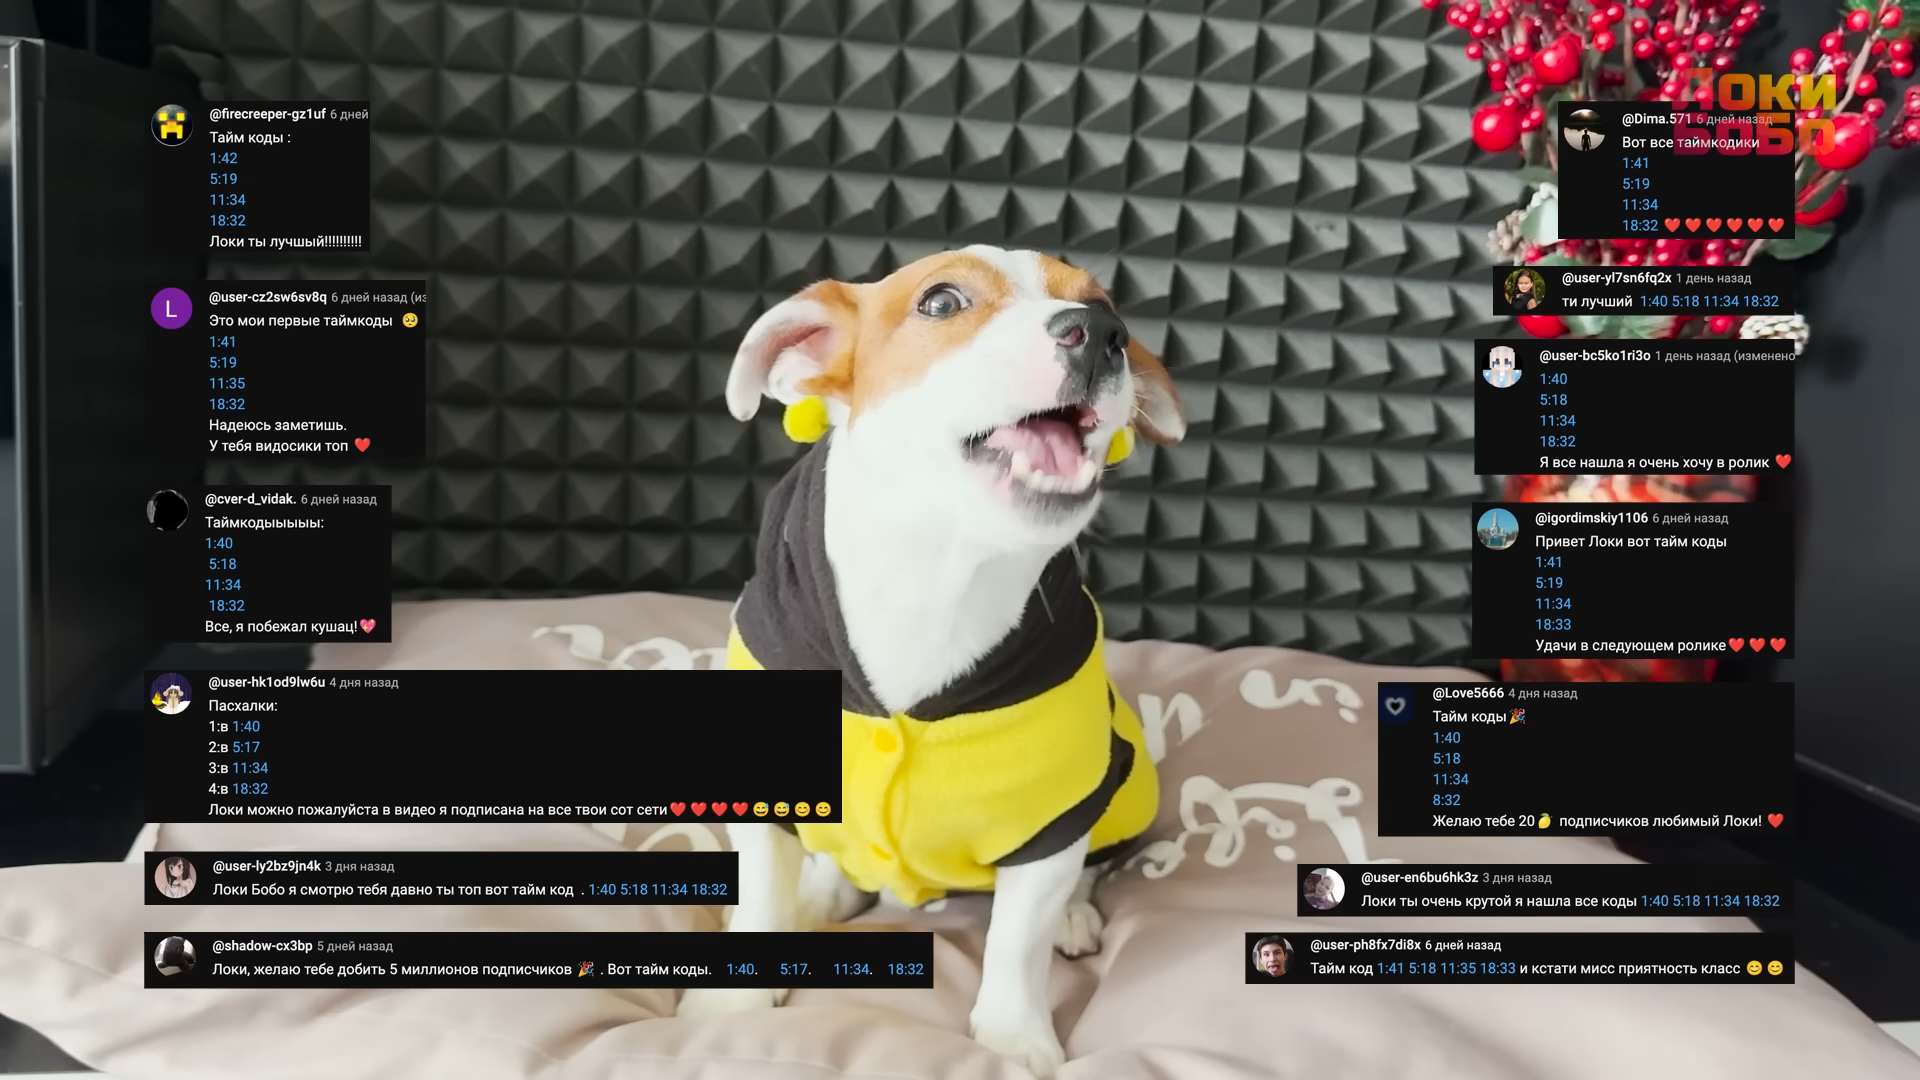 @firecreeper-gz1uf 6 дней
Тайм коды :
1:42
5:19
11:34
18:32
Локи ты лучшый!!!!!!!!!!
L
@user-cz2sw6sv8q 6 дней назад (из
Это мои первые таймкоды 🥺
1:41
5:19
11:35
18:32
Надеюсь заметишь.
У тебя видосики топ ❤️
@cver-d_vidak. 6 дней назад
Таймкодыыыыы:
1:40
5:18
11:34
18:32
Все, я побежал кушац!💖
@user-hk1od9lw6u 4 дня назад
Пасхалки:
1:в 1:40
2:в 5:17
3:в 11:34
4:в 18:32
Локи можно пожалуйста в видео я подписана на все твои сот сети❤️❤️❤️❤️😅😅😊😊
@user-ly2bz9jn4k 3 дня назад
Локи Бобо я смотрю тебя давно ты топ вот тайм код . 1:40 5:18 11:34 18:32
@shadow-cx3bp 5 дней назад
Локи, желаю тебе добить 5 миллионов подписчиков 🎉 . Вот тайм коды. 1:40. 5:17. 11:34. 18:32
ЛОКИ
БОБО
@Dima.571 6 дней назад
Вот все таймкодики
1:41
5:19
11:34
18:32 ❤️❤️❤️❤️❤️❤️
@user-yl7sn6fq2x 1 день назад
ти лучший 1:40 5:18 11:34 18:32
@user-bc5ko1ri3o 1 день назад (изменено
1:40
5:18
11:34
18:32
Я все нашла я очень хочу в ролик ❤️
@igordimskiy1106 6 дней назад
Привет Локи вот тайм коды
1:41
5:19
11:34
18:33
Удачи в следующем ролике❤️❤️❤️
@Love5666 4 дня назад
Тайм коды🎉
1:40
5:18
11:34
8:32
Желаю тебе 20🍋 подписчиков любимый Локи! ❤️
@user-en6bu6hk3z 3 дня назад
Локи ты очень крутой я нашла все коды 1:40 5:18 11:34 18:32
@user-ph8fx7di8x 6 дней назад
Тайм код 1:41 5:18 11:35 18:33 и кстати мисс приятность класс 😊😊